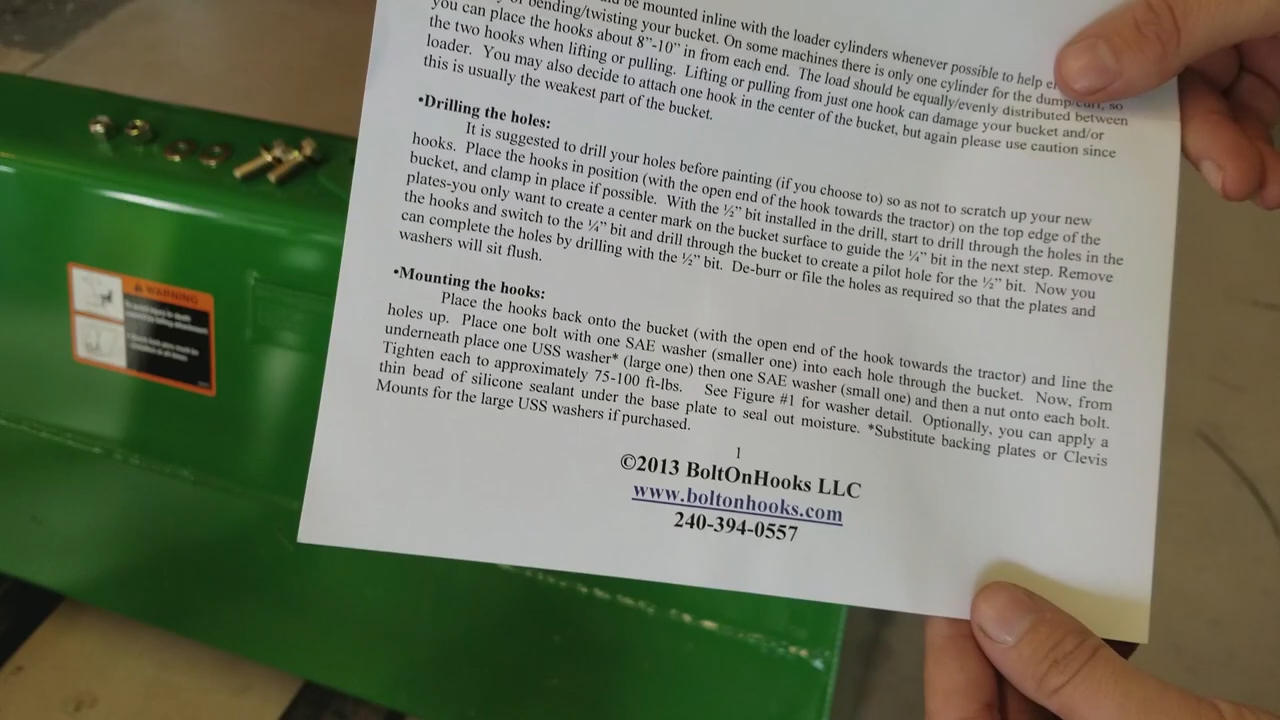 be mounted inline with the loader cylinders whenever possible to help
of bending/twisting your bucket. On some machines there is only one cylinder for the dump/curl, so
you can place the hooks about 8”-10” in from each end. The load should be equally/evenly distributed between
the two hooks when lifting or pulling. Lifting or pulling from just one hook can damage your bucket and/or
loader. You may also decide to attach one hook in the center of the bucket, but again please use caution since
this is usually the weakest part of the bucket.
•Drilling the holes:
It is suggested to drill your holes before painting (if you choose to) so as not to scratch up your new
hooks. Place the hooks in position (with the open end of the hook towards the tractor) on the top edge of the
bucket, and clamp in place if possible. With the ½” bit installed in the drill, start to drill through the holes in the
plates-you only want to create a center mark on the bucket surface to guide the ¼” bit in the next step. Remove
the hooks and switch to the ¼” bit and drill through the bucket to create a pilot hole for the ½” bit. Now you
can complete the holes by drilling with the ½” bit. De-burr or file the holes as required so that the plates and
washers will sit flush.
•Mounting the hooks:
Place the hooks back onto the bucket (with the open end of the hook towards the tractor) and line the
holes up. Place one bolt with one SAE washer (smaller one) into each hole through the bucket. Now, from
underneath place one USS washer* (large one) then one SAE washer (small one) and then a nut onto each bolt.
Tighten each to approximately 75-100 ft-lbs. See Figure #1 for washer detail. Optionally, you can apply a
thin bead of silicone sealant under the base plate to seal out moisture. *Substitute backing plates or Clevis
Mounts for the large USS washers if purchased.
1
©2013 BoltOnHooks LLC
www.boltonhooks.com
240-394-0557
WARNING